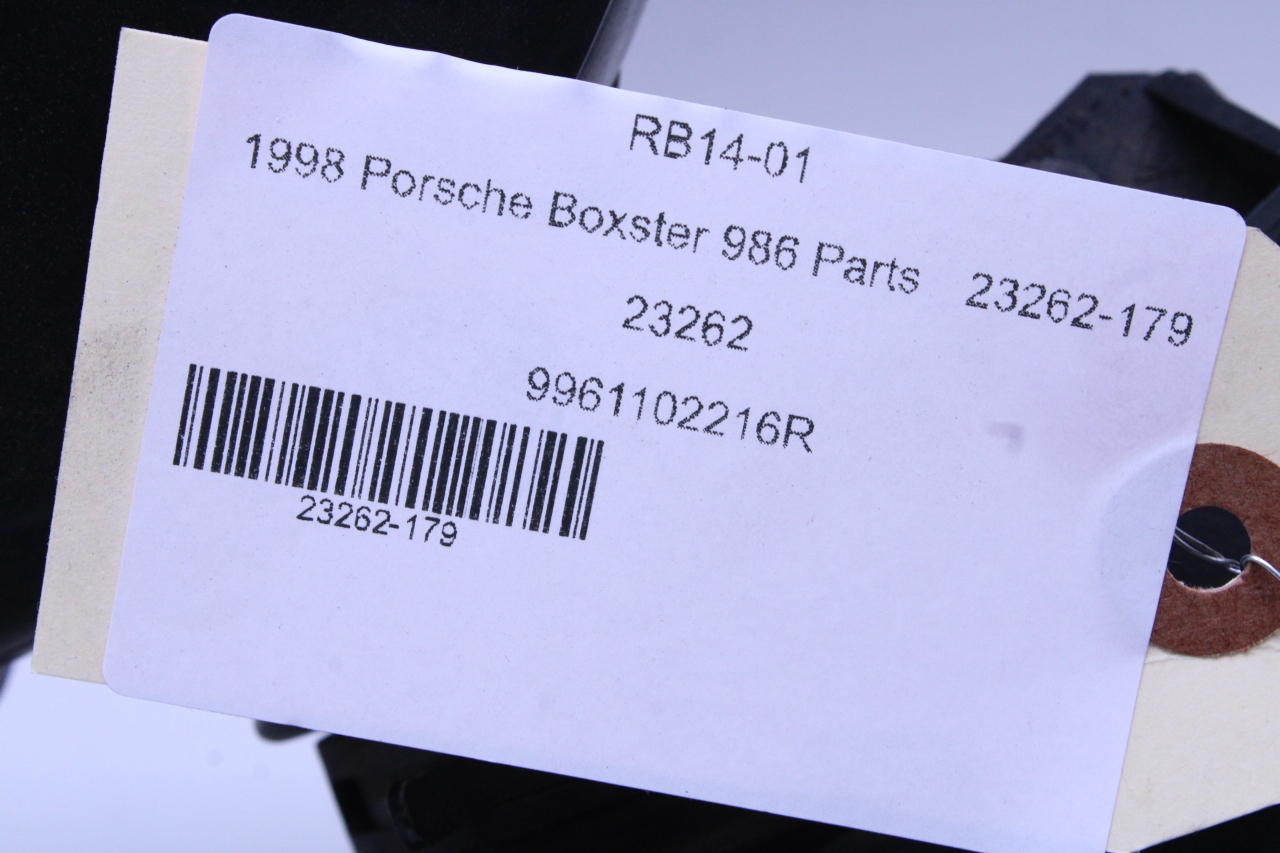 RB14-01
1998 Porsche Boxster 986 Parts 23262-179
23262
9961102216R
23262-179